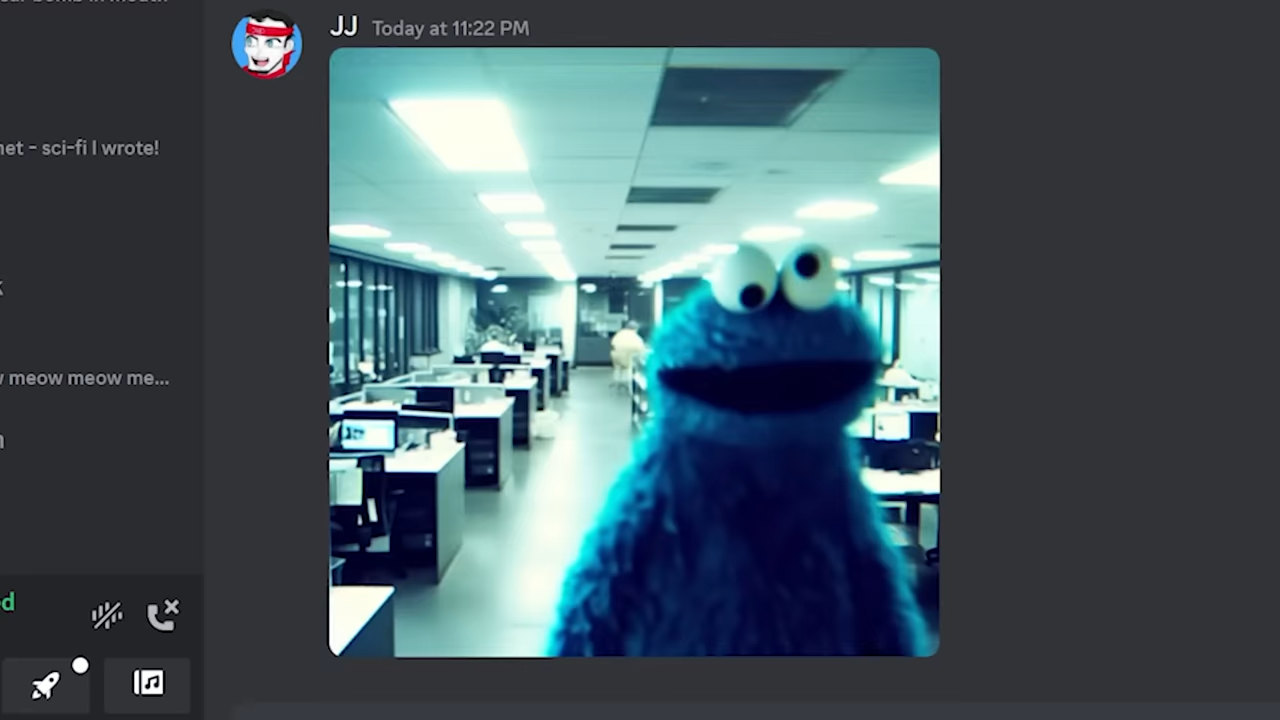 JJ Today at 11:22 PM
net - sci-fi I wrote!
meow meow me...